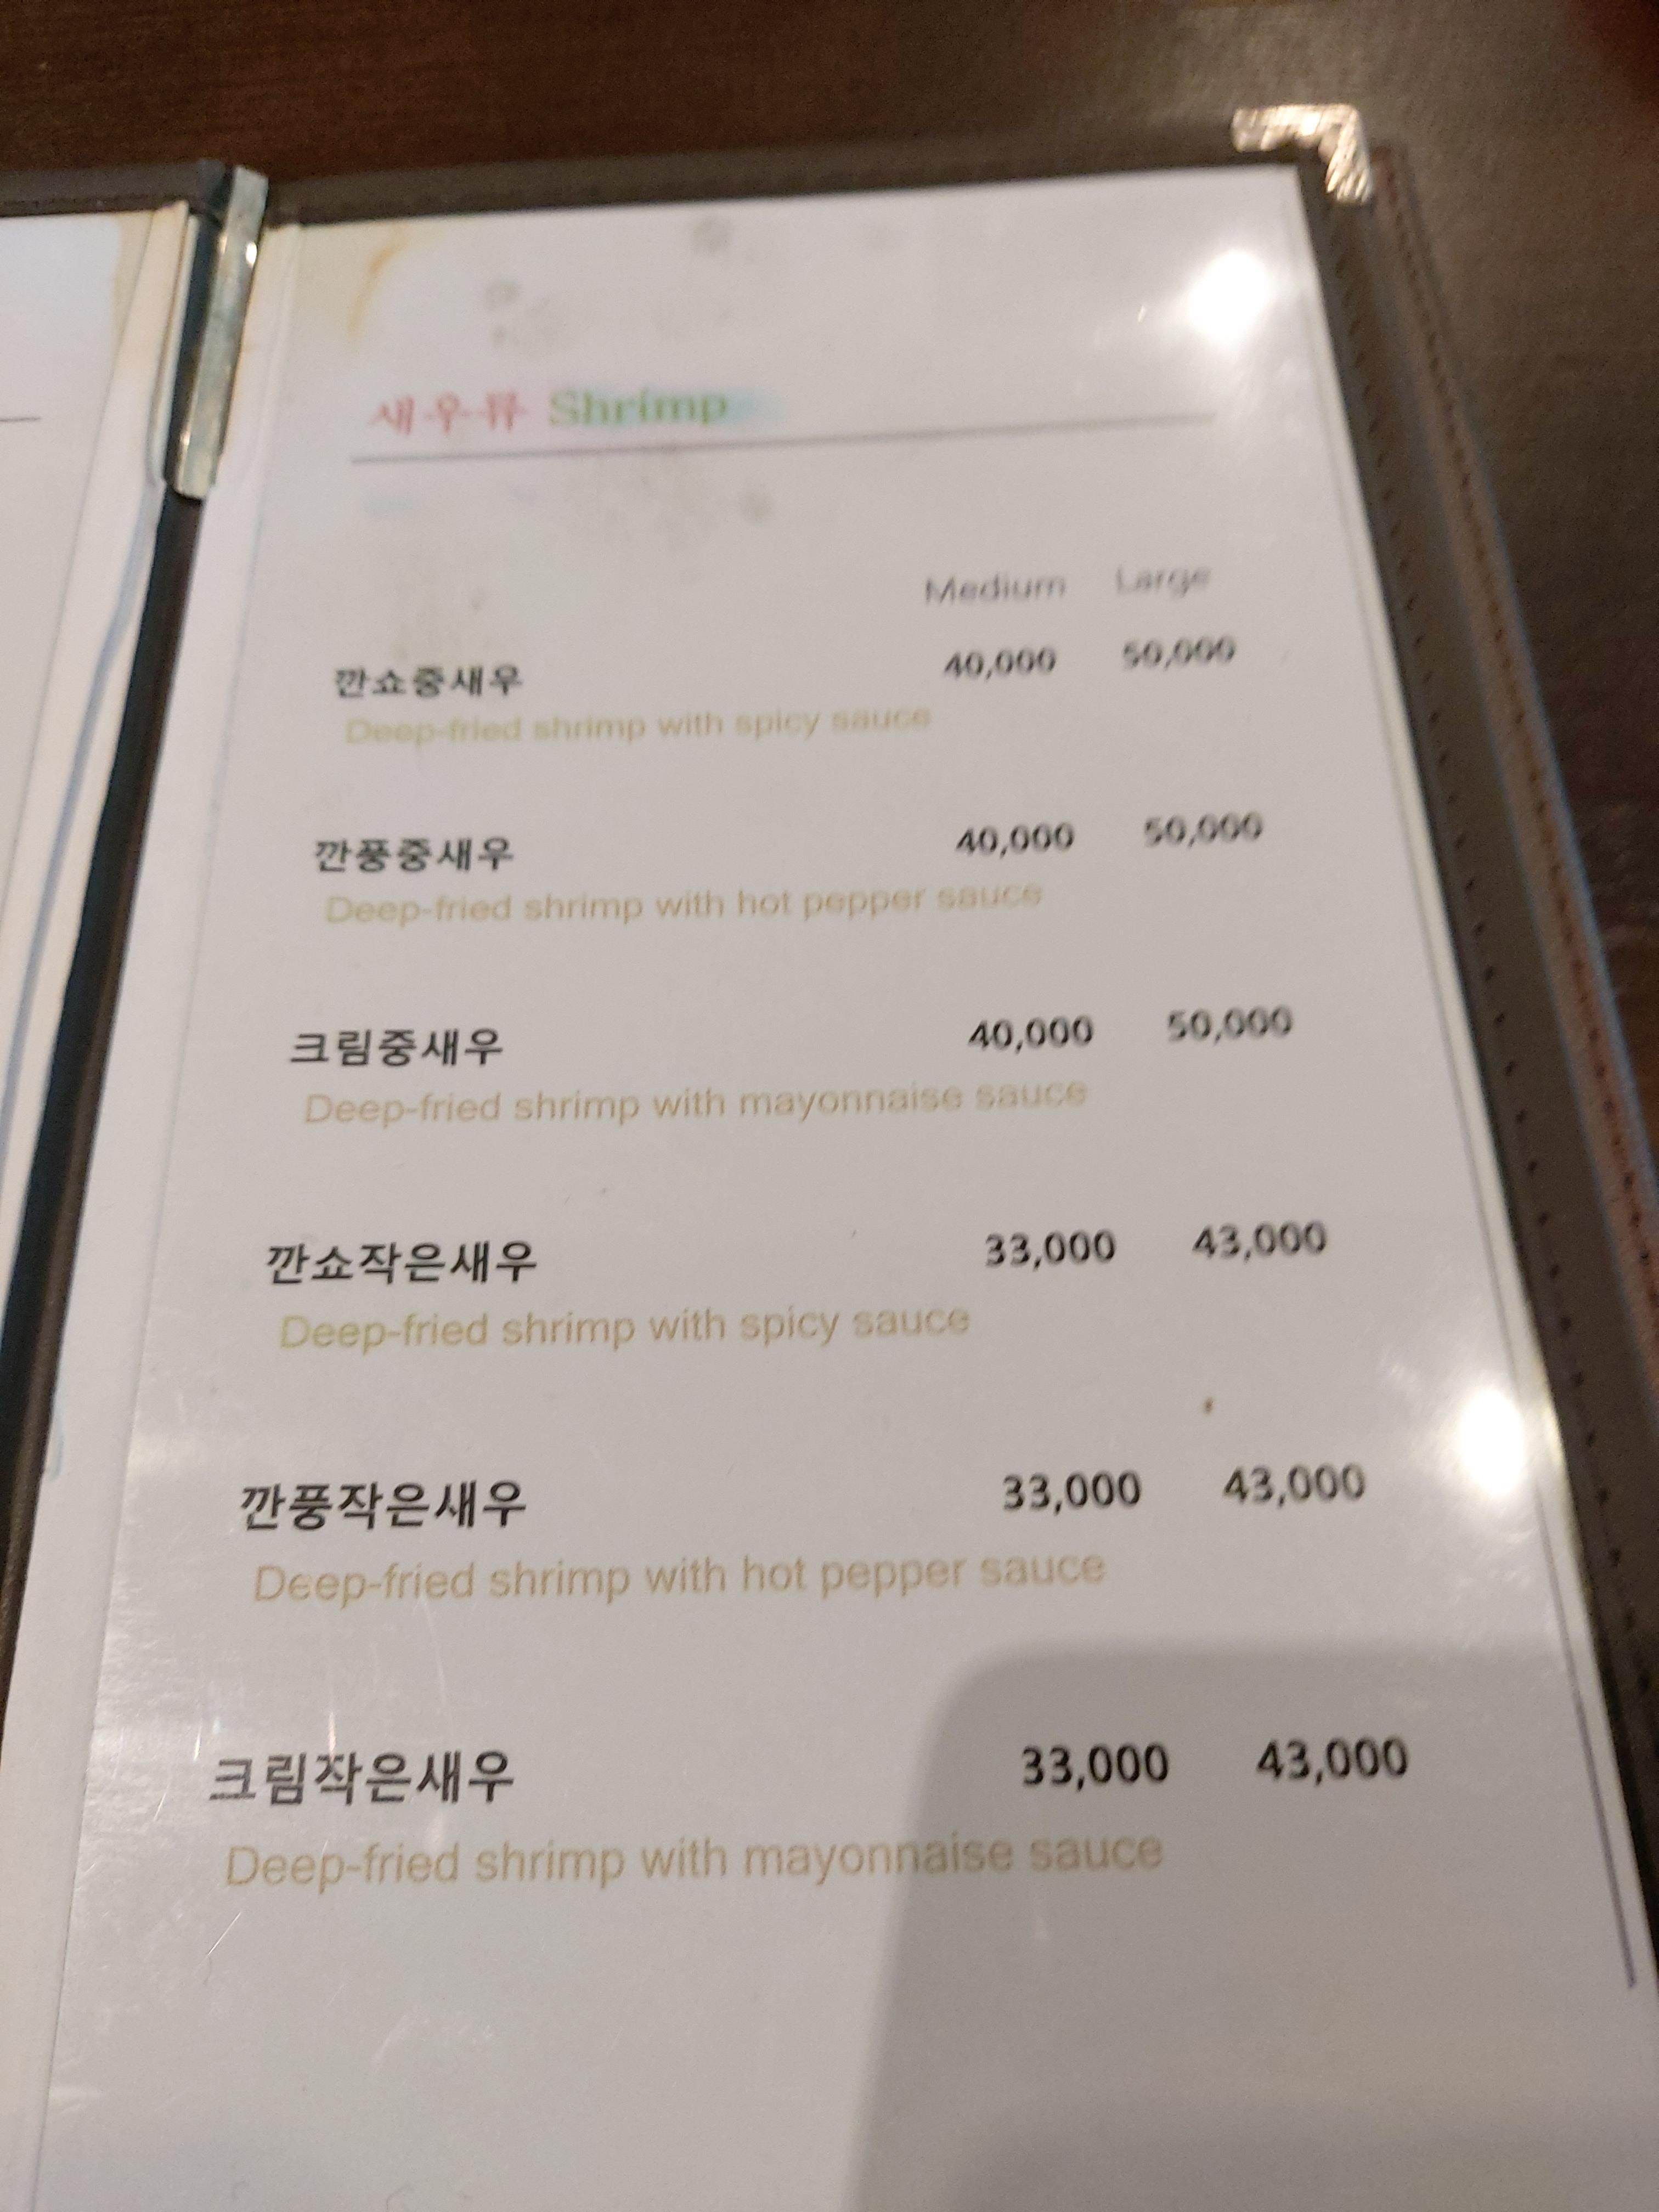 새우류 Shrimp
Medium Large
깐쇼중새우 40,000 50,000
Deep-fried shrimp with spicy sauce
깐풍중새우 40,000 50,000
Deep-fried shrimp with hot pepper sauce
크림중새우 40,000 50,000
Deep-fried shrimp with mayonnaise sauce
깐쇼작은새우 33,000 43,000
Deep-fried shrimp with spicy sauce
깐풍작은새우 33,000 43,000
Deep-fried shrimp with hot pepper sauce
크림작은새우 33,000 43,000
Deep-fried shrimp with mayonnaise sauce